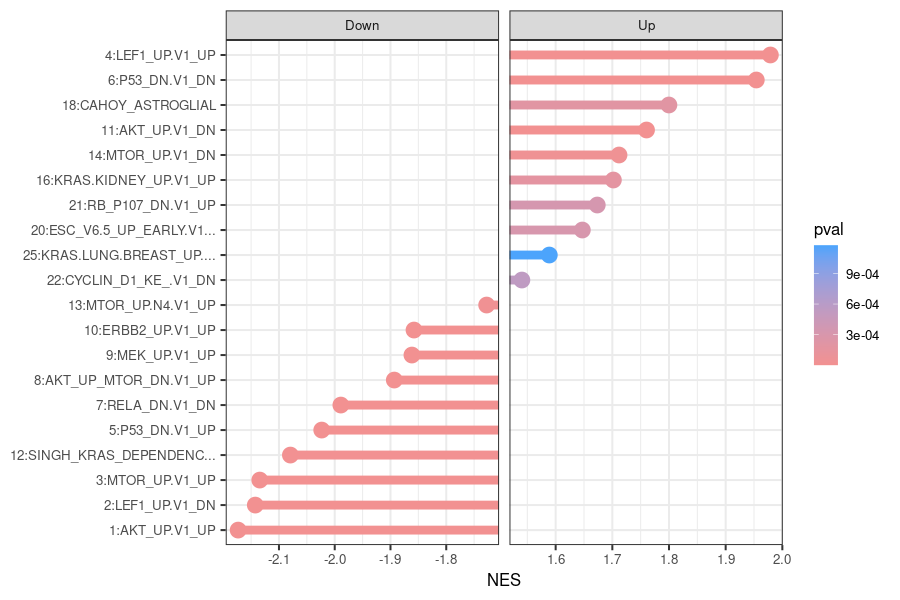 Down
Up
4:LEF1_UP.V1_UP
6:P53_DN.V1_DN
18:CAHOY_ASTROGLIAL
11:AKT_UP.V1_DN
14:MTOR_UP.V1_DN
16:KRAS.KIDNEY_UP.V1_UP
21:RB_P107_DN.V1_UP
20:ESC_V6.5_UP_EARLY.V1...
25:KRAS.LUNG.BREAST_UP....
22:CYCLIN_D1_KE_.V1_DN
13:MTOR_UP.N4.V1_UP
10:ERBB2_UP.V1_UP
9:MEK_UP.V1_UP
8:AKT_UP_MTOR_DN.V1_UP
7:RELA_DN.V1_DN
5:P53_DN.V1_UP
12:SINGH_KRAS_DEPENDENC...
3:MTOR_UP.V1_UP
2:LEF1_UP.V1_DN
1:AKT_UP.V1_UP
-2.1 -2.0 -1.9 -1.8
1.6 1.7 1.8 1.9 2.0
NES
pval
9e-04
6e-04
3e-04